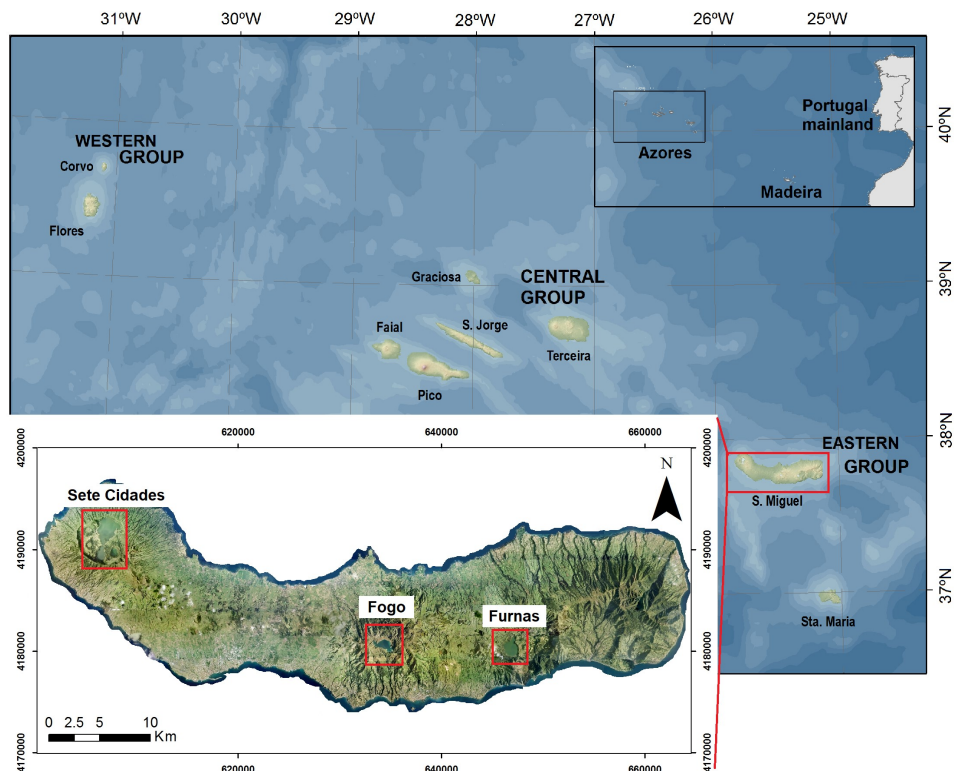 31ºW 30ºW 29ºW 28ºW 27ºW 26ºW 25ºW
Portugal
mainland
Azores
Madeira
40ºN
WESTERN
GROUP
Corvo
Flores
39ºN
Graciosa
CENTRAL
GROUP
Faial
S. Jorge
Terceira
Pico
38ºN
EASTERN
GROUP
S. Miguel
37ºN
Sta. Maria
620000 640000 660000
4200000 4200000
N
Sete Cidades
4190000 4190000
Fogo
Furnas
4180000 4180000
0 2.5 5 10
Km
4170000 4170000
620000 640000 660000